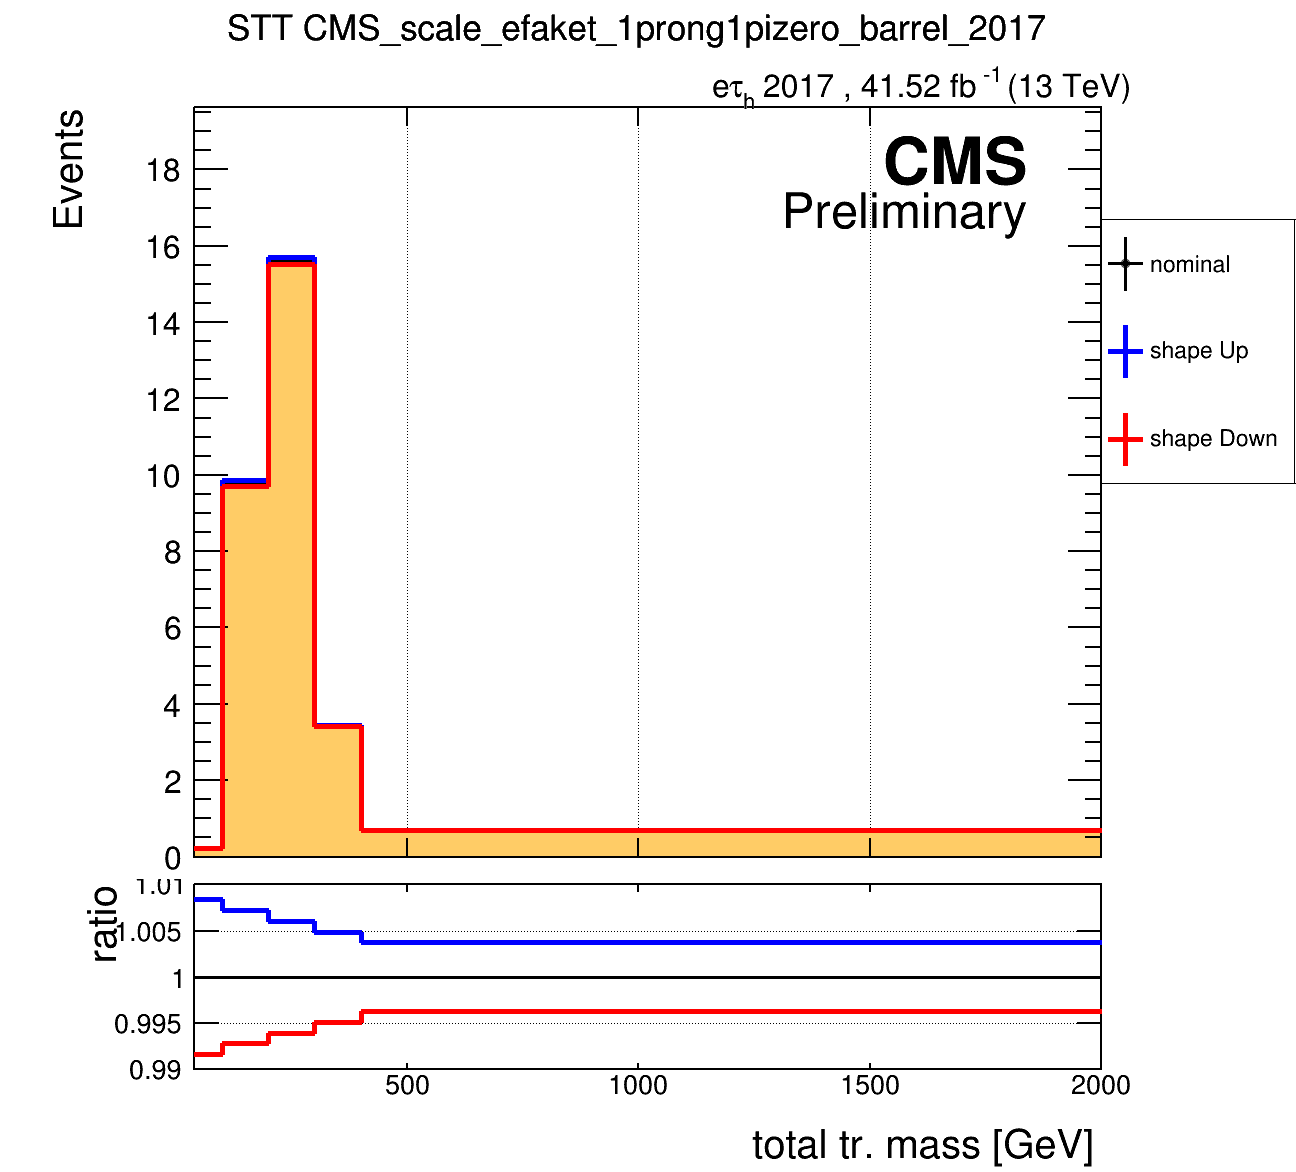 STT CMS_scale_efaket_1prong1pizero_barrel_2017
eτh 2017 , 41.52 fb -1 (13 TeV)
Events
CMS
Preliminary
18
16
14
12
10
8
6
4
2
0
nominal
shape Up
shape Down
ratio
1.01
1.005
1
0.995
0.99
500 1000 1500 2000
total tr. mass [GeV]